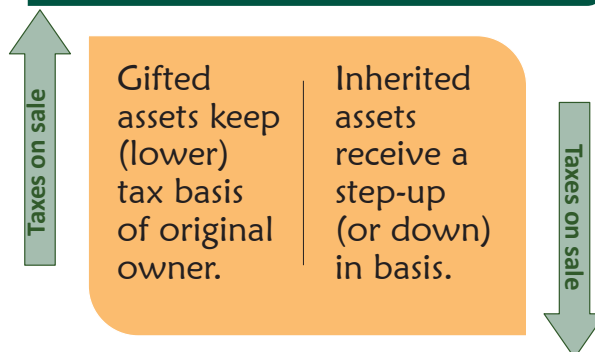 Taxes on sale
Gifted
assets keep
(lower)
tax basis
of original
owner.
Inherited
assets
receive a
step-up
(or down)
in basis.
Taxes on sale